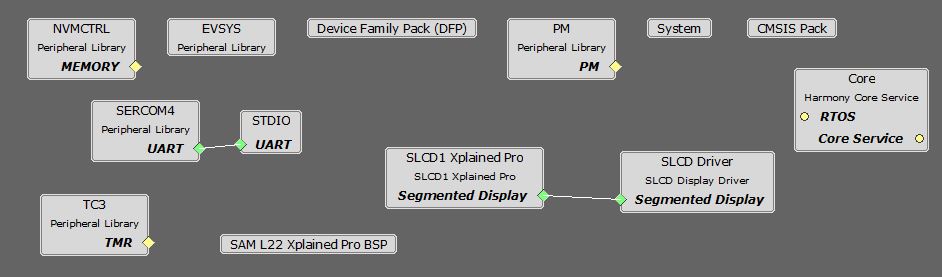 NVMCTRL
Peripheral Library
MEMORY
EVSYS
Peripheral Library
Device Family Pack (DFP)
PM
Peripheral Library
PM
System
CMSIS Pack
Core
Harmony Core Service
RTOS
Core Service
SERCOM4
Peripheral Library
UART
STDIO
UART
SLCD1 Xplained Pro
SLCD1 Xplained Pro
Segmented Display
SLCD Driver
SLCD Display Driver
Segmented Display
TC3
Peripheral Library
TMR
SAM L22 Xplained Pro BSP